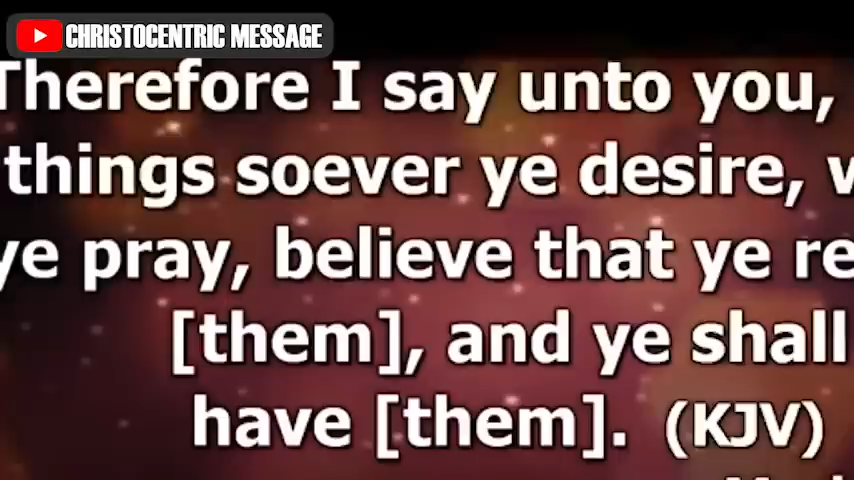 CHRISTOCENTRIC MESSAGE
Therefore I say unto you,
things soever ye desire,
ye pray, believe that ye
[them], and ye shall
have [them]. (KJV)